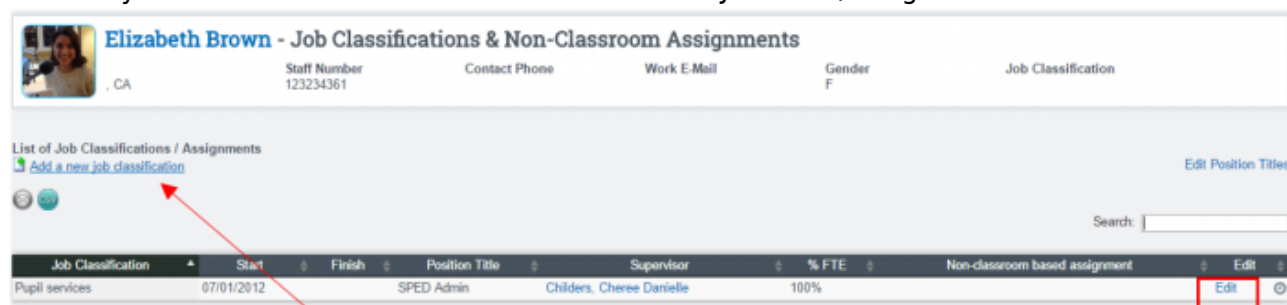 Elizabeth Brown - Job Classifications & Non-Classroom Assignments
Staff Number Contact Phone Work E-Mail Gender Job Classification
, CA 123234361 F
List of Job Classifications / Assignments
Add a new job classification Edit Position Titles
CSV
Search:
Job Classification Start Finish Position Title Supervisor % FTE Non-classroom based assignment Edit
Pupil services 07/01/2012 SPED Admin Childers, Cheree Danielle 100% Edit